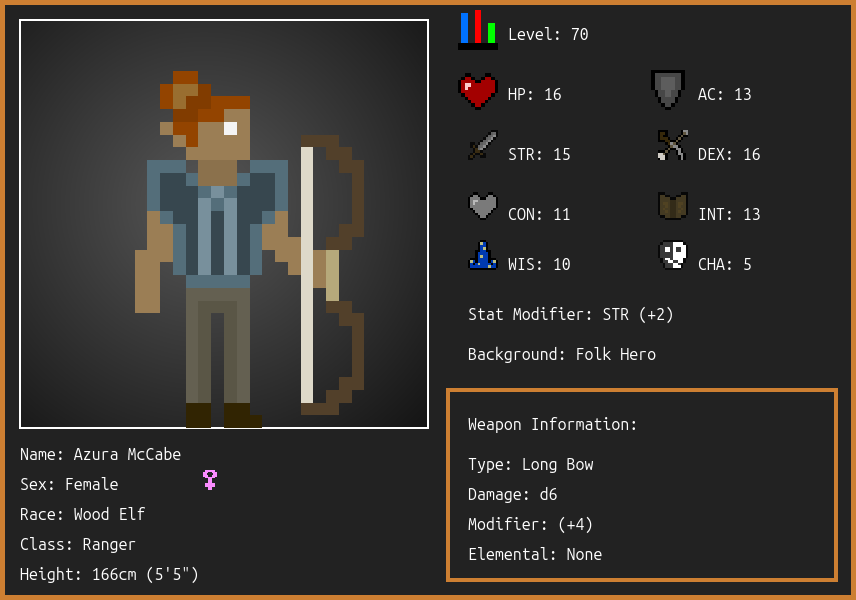 Level: 70
HP: 16
AC: 13
STR: 15
DEX: 16
CON: 11
INT: 13
WIS: 10
CHA: 5
Stat Modifier: STR (+2)
Background: Folk Hero
Weapon Information:
Type: Long Bow
Damage: d6
Modifier: (+4)
Elemental: None
Name: Azura McCabe
Sex: Female
Race: Wood Elf
Class: Ranger
Height: 166cm (5'5")